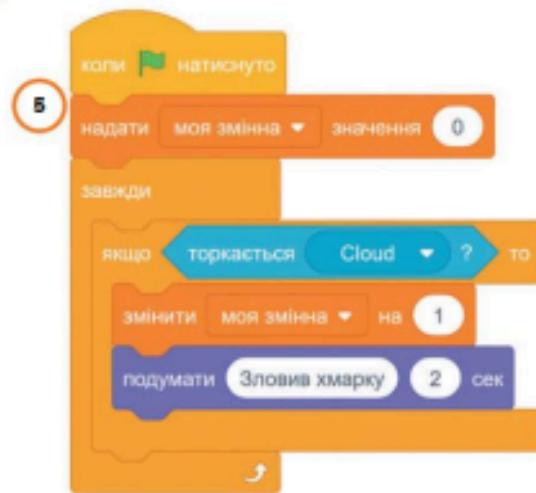 коли натиснуто
5
надати моя змінна значення 0
завжди
якщо торкається Cloud ? то
змінити моя змінна на 1
подумати Зловив хмарку 2 сек